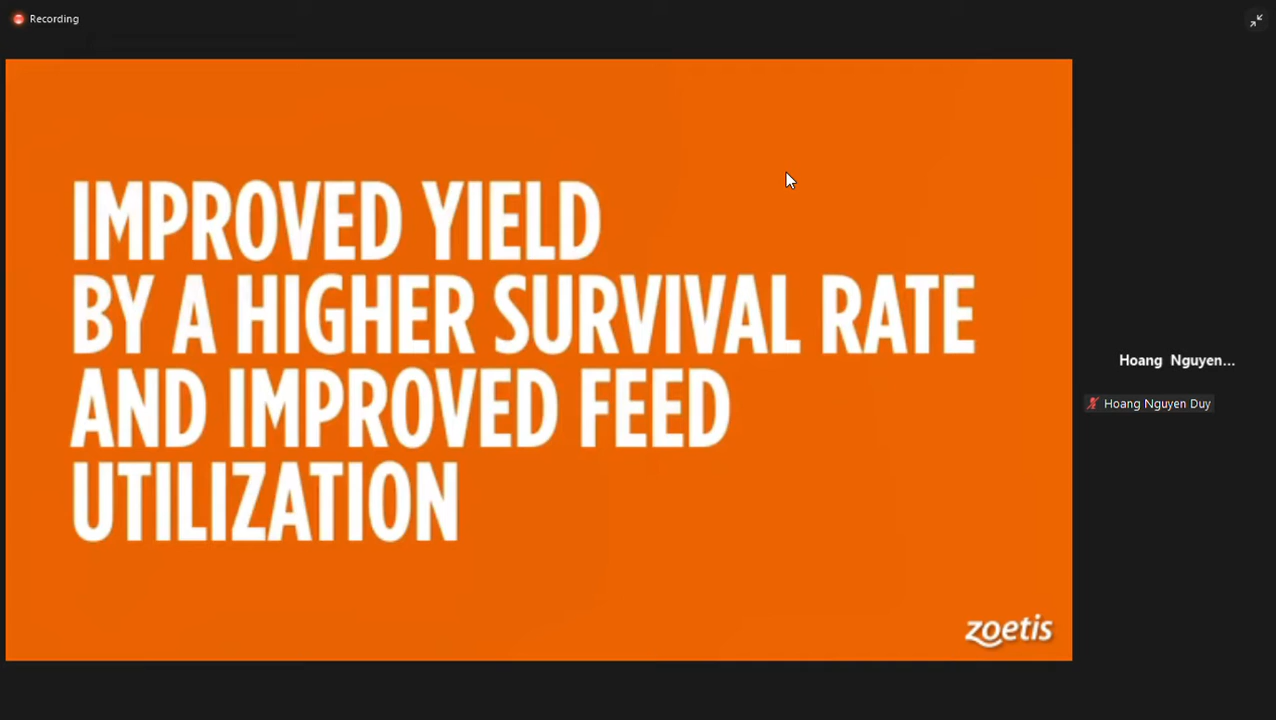 Recording
IMPROVED YIELD
BY A HIGHER SURVIVAL RATE
AND IMPROVED FEED
UTILIZATION
Hoang Nguyen...
Hoang Nguyen Duy
zoetis